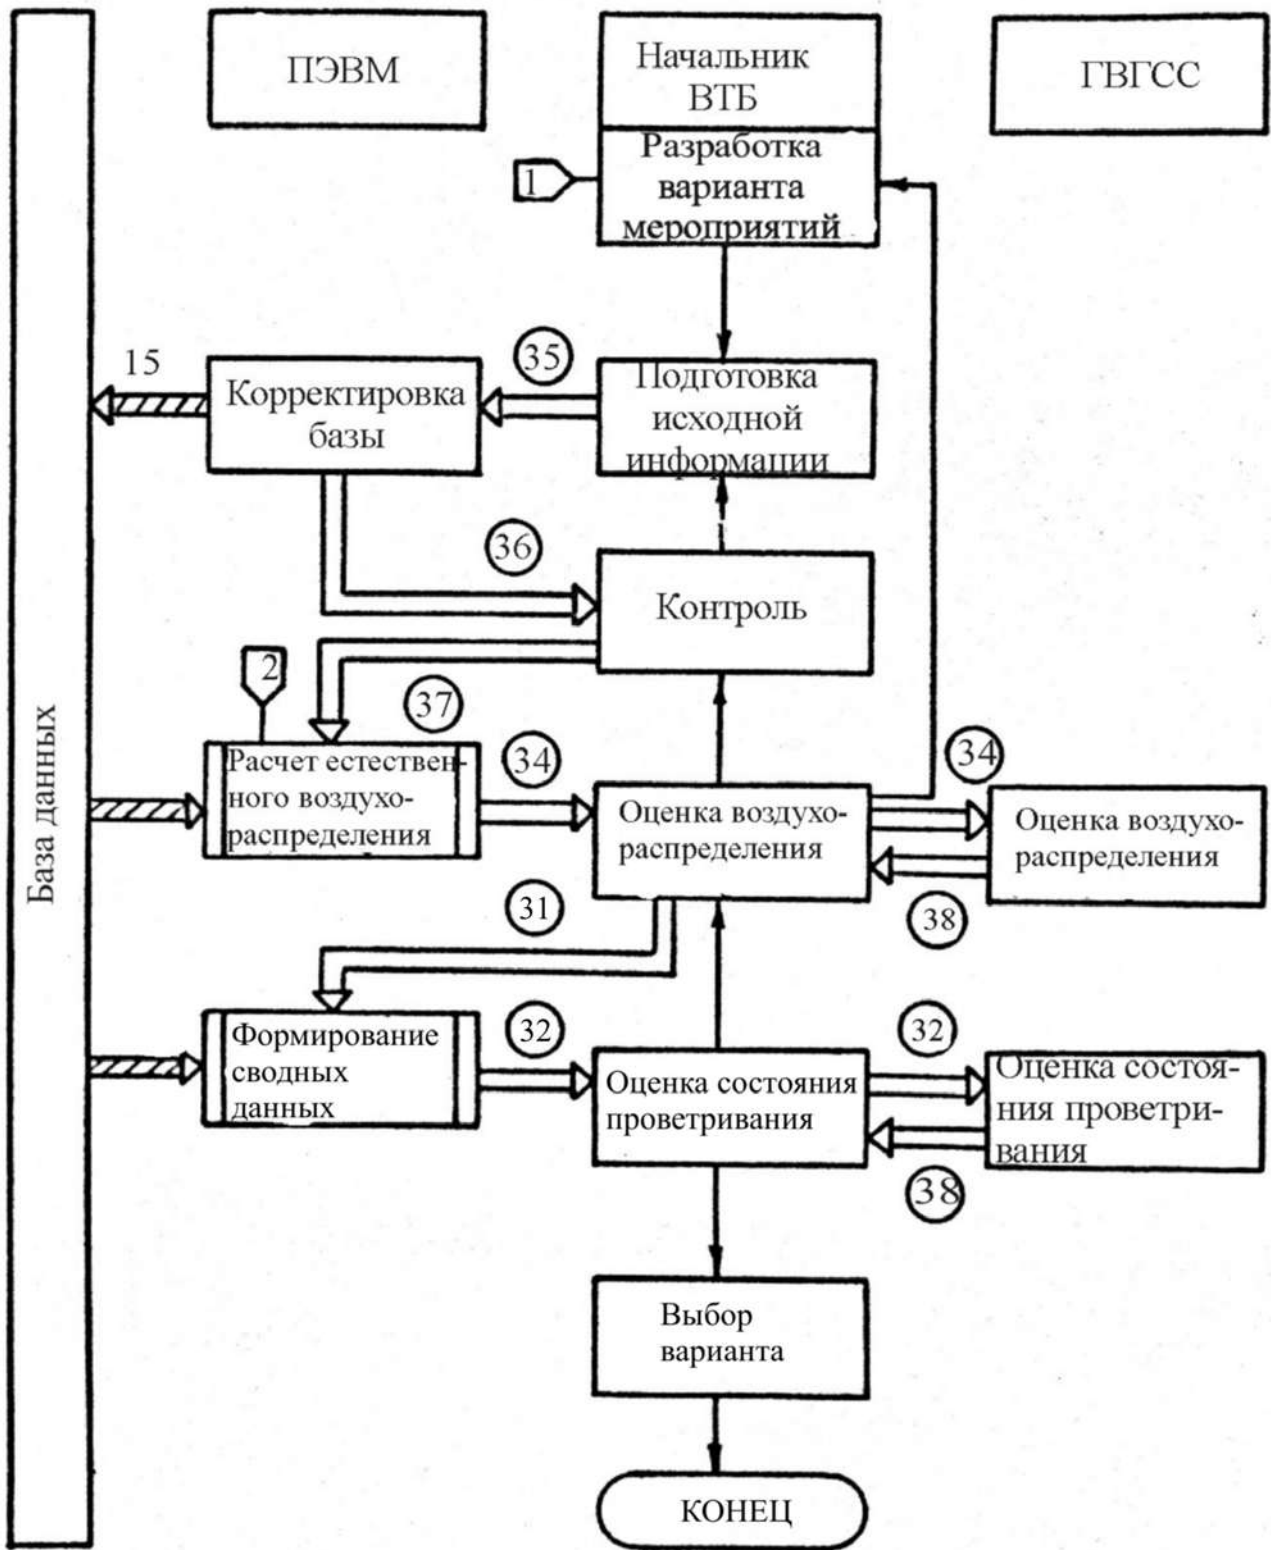 ПЭВМ
Начальник
ВТБ
ГВГСС
Разработка
варианта
мероприятий
1
15
Корректировка
базы
35
Подготовка
исходной
информации
36
Контроль
2
37
База данных
Расчет естествен-
ного воздухо-
распределения
34
Оценка воздухо-
распределения
34
Оценка воздухо-
распределения
31
38
Формирование
сводных
данных
32
Оценка состояния
проветривания
32
Оценка состоя-
ния проветри-
вания
38
Выбор
варианта
КОНЕЦ